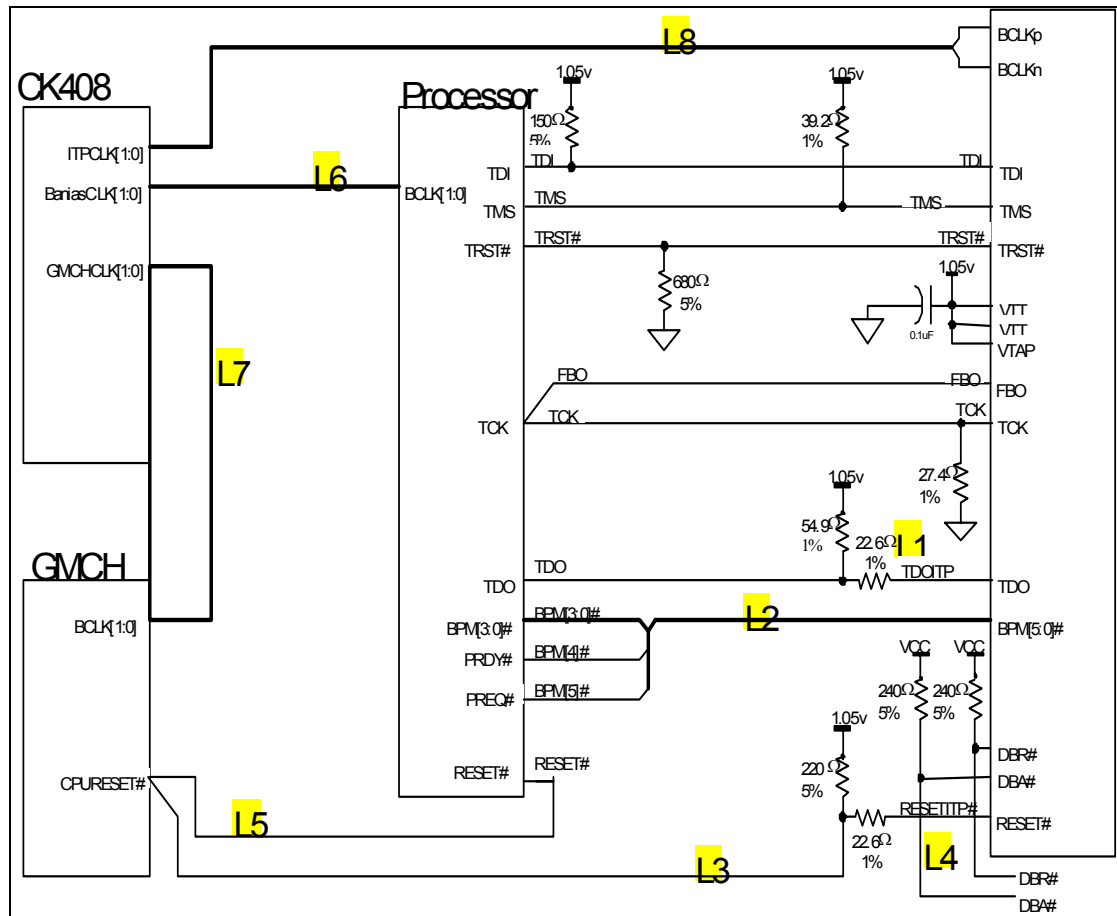 L8
BCLKp
BCLKn
CK408
Processor
1.05v
1.05v
150Ω
5%
39.2Ω
1%
ITPCLK[1:0]
TDI
TDI
TDI
TDI
L6
BaniasCLK[1:0]
BCLK[1:0]
TMS
TMS
TMS
TMS
TRST#
TRST#
TRST#
TRST#
GMCHCLK[1:0]
1.05v
680Ω
5%
0.1uF
VTT
VTT
VTAP
L7
FBO
FBO
FBO
TCK
TCK
TCK
TCK
1.05v
27.4Ω
1%
54.9Ω
1%
L1
22.6Ω
1%
GMCH
TDO
TDO
TDOITP
TDO
L2
BCLK[1:0]
BPM[3:0]#
BPM[3:0]#
BPM[5:0]#
PRDY#
BPM[4]#
VCC
VCC
PREQ#
BPM[5]#
240Ω
5%
240Ω
5%
1.05v
DBR#
RESET#
RESET#
220
5%
CPURESET#
DBA#
RESETITP#
RESET#
L5
22.6Ω
1%
L4
L3
DBR#
DBA#